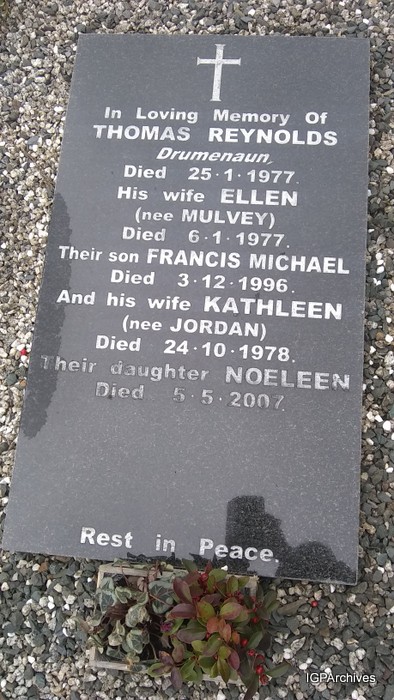 In Loving Memory Of
THOMAS REYNOLDS
Drumenaun,
Died 25·1·1977.
His wife ELLEN
(nee MULVEY)
Died 6·1·1977.
Their son FRANCIS MICHAEL
Died 3·12·1996.
And his wife KATHLEEN
(nee JORDAN)
Died 24·10·1978.
Their daughter NOELEEN
Died 5·5·2007.
Rest in Peace.
IGPArchives